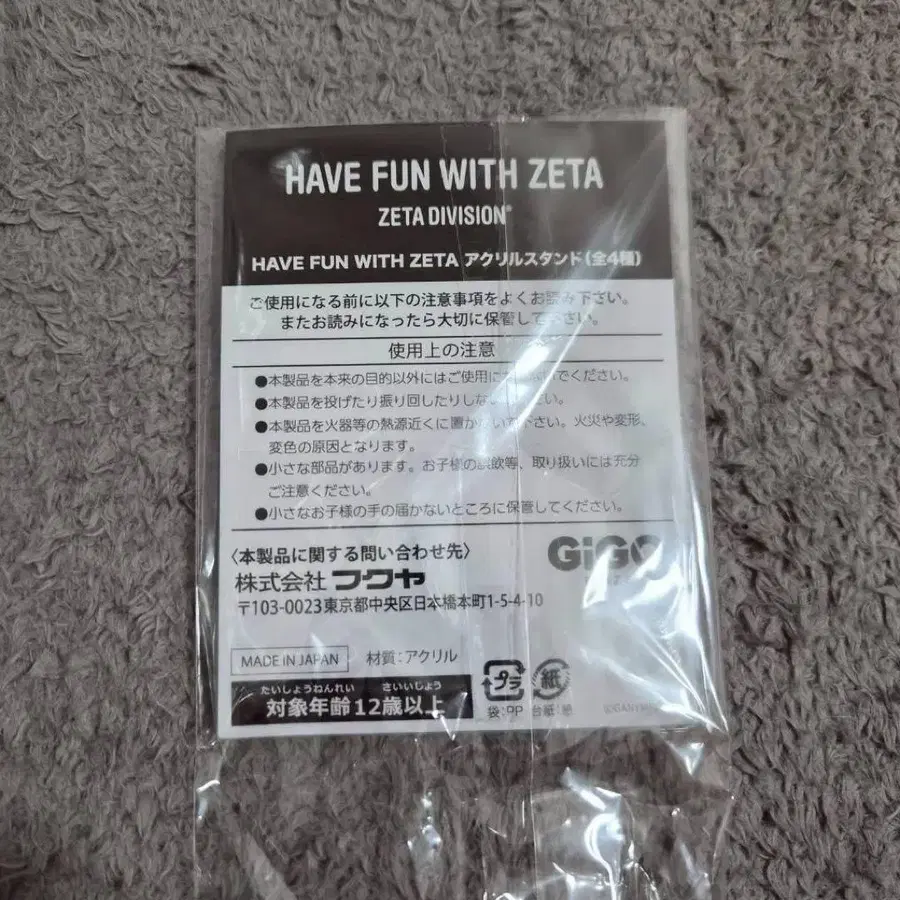 HAVE FUN WITH ZETA
ZETA DIVISION®
HAVE FUN WITH ZETA アクリルスタンド(全4種)
ご使用になる前に以下の注意事項をよくお読み下さい。
またお読みになったら大切に保管して下さい。
使用上の注意
●本製品を本来の目的以外にはご使用にならないでください。
●本製品を投げたり振り回したりしないで下さい。
●本製品を火器等の熱源近くに置かないで下さい。火災や変形、
変色の原因となります。
●小さな部品があります。お子様の誤飲等、取り扱いには充分
ご注意ください。
●小さなお子様の手の届かないところに保管してください。
〈本製品に関する問い合わせ先〉
株式会社 フクヤ
〒103-0023東京都中央区日本橋本町1-5-4-10
GiGO
MADE IN JAPAN 材質:アクリル
たいしょうねんれい さいいじょう
対象年齢12歳以上
プラ 紙
袋:PP 台紙:紙